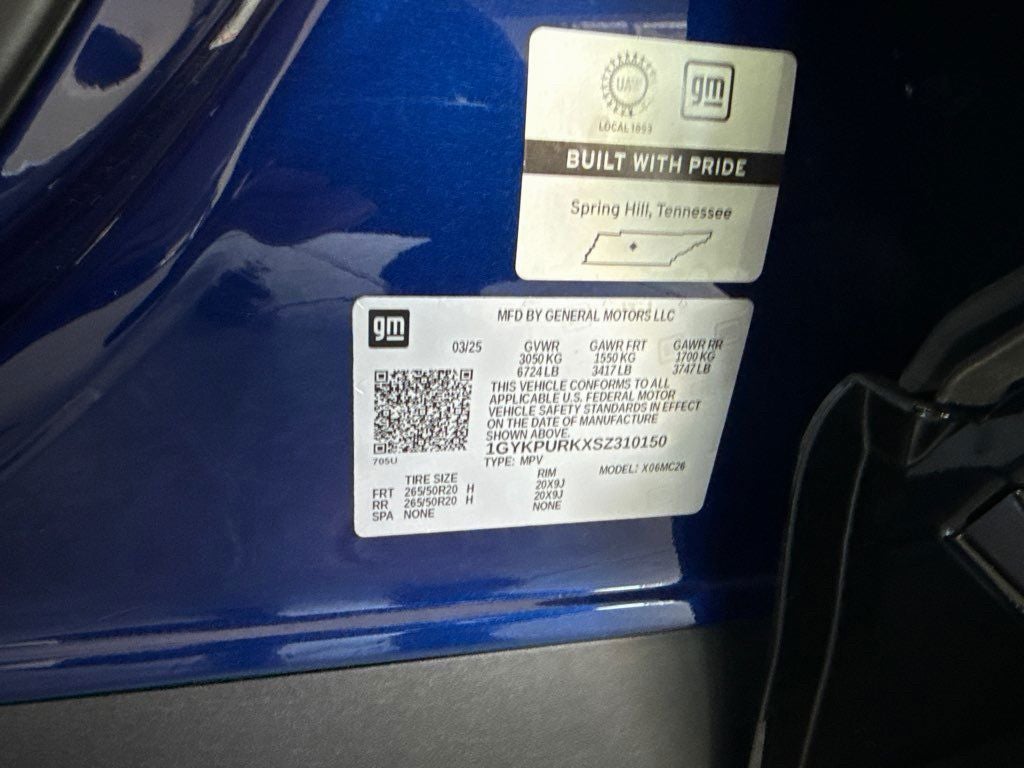 UAW
gm
LOCAL 1853
BUILT WITH PRIDE
Spring Hill, Tennessee
gm
MFD BY GENERAL MOTORS LLC
03/25 GVWR GAWR FRT GAWR RR
3050 KG 1550 KG 1700 KG
6724 LB 3417 LB 3747 LB
THIS VEHICLE CONFORMS TO ALL
APPLICABLE U.S. FEDERAL MOTOR
VEHICLE SAFETY STANDARDS IN EFFECT
ON THE DATE OF MANUFACTURE
SHOWN ABOVE.
1GYKPURKXSZ310150
705U
TYPE: MPV MODEL: X06MC26
TIRE SIZE RIM
FRT 265/50R20 H 20X9J
RR 265/50R20 H 20X9J
SPA NONE NONE